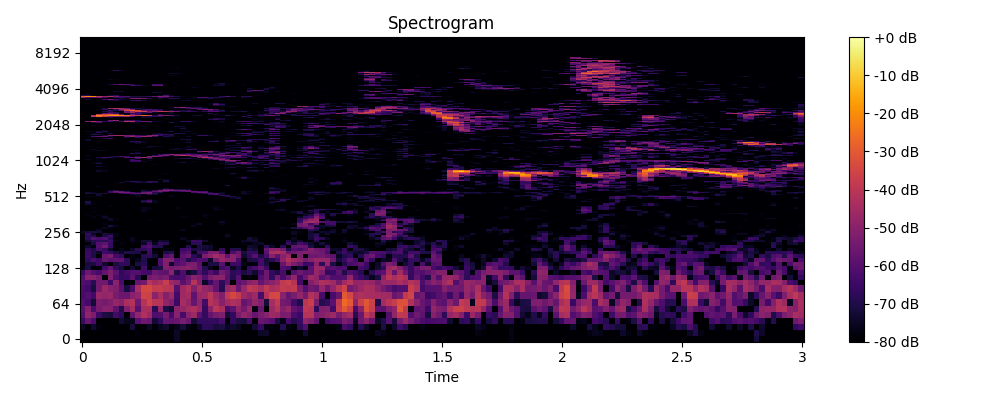 Spectrogram
8192
4096
2048
1024
512
256
128
64
0
Hz
0
0.5
1
1.5
2
2.5
3
Time
+0 dB
-10 dB
-20 dB
-30 dB
-40 dB
-50 dB
-60 dB
-70 dB
-80 dB